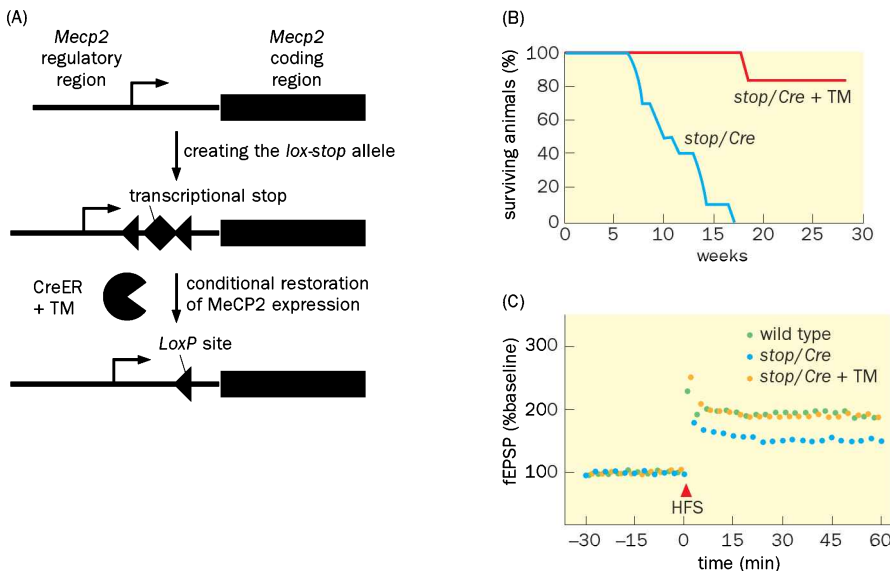 (A)
Mecp2
regulatory
region
Mecp2
coding
region
creating the lox-stop allele
transcriptional stop
CreER
+ TM
conditional restoration
of MeCP2 expression
LoxP site
(B)
surviving animals (%)
100
80
60
40
20
0
stop/Cre + TM
stop/Cre
0 5 10 15 20 25 30
weeks
(C)
fEPSP (%baseline)
300
200
100
wild type
stop/Cre
stop/Cre + TM
HFS
–30 –15 0 15 30 45 60
time (min)